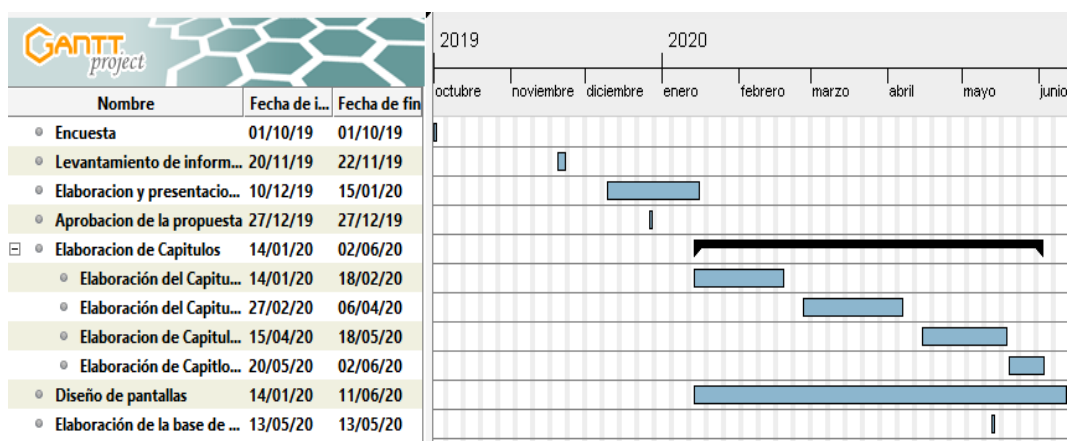 GANTT
project
2019 2020
octubre noviembre diciembre enero febrero marzo abril mayo junio
Nombre Fecha de i... Fecha de fin
Encuesta 01/10/19 01/10/19
Levantamiento de inform... 20/11/19 22/11/19
Elaboracion y presentacio... 10/12/19 15/01/20
Aprobacion de la propuesta 27/12/19 27/12/19
Elaboracion de Capitulos 14/01/20 02/06/20
Elaboración del Capitu... 14/01/20 18/02/20
Elaboración del Capitu... 27/02/20 06/04/20
Elaboracion de Capitul... 15/04/20 18/05/20
Elaboración de Capitlo... 20/05/20 02/06/20
Diseño de pantallas 14/01/20 11/06/20
Elaboración de la base de ... 13/05/20 13/05/20